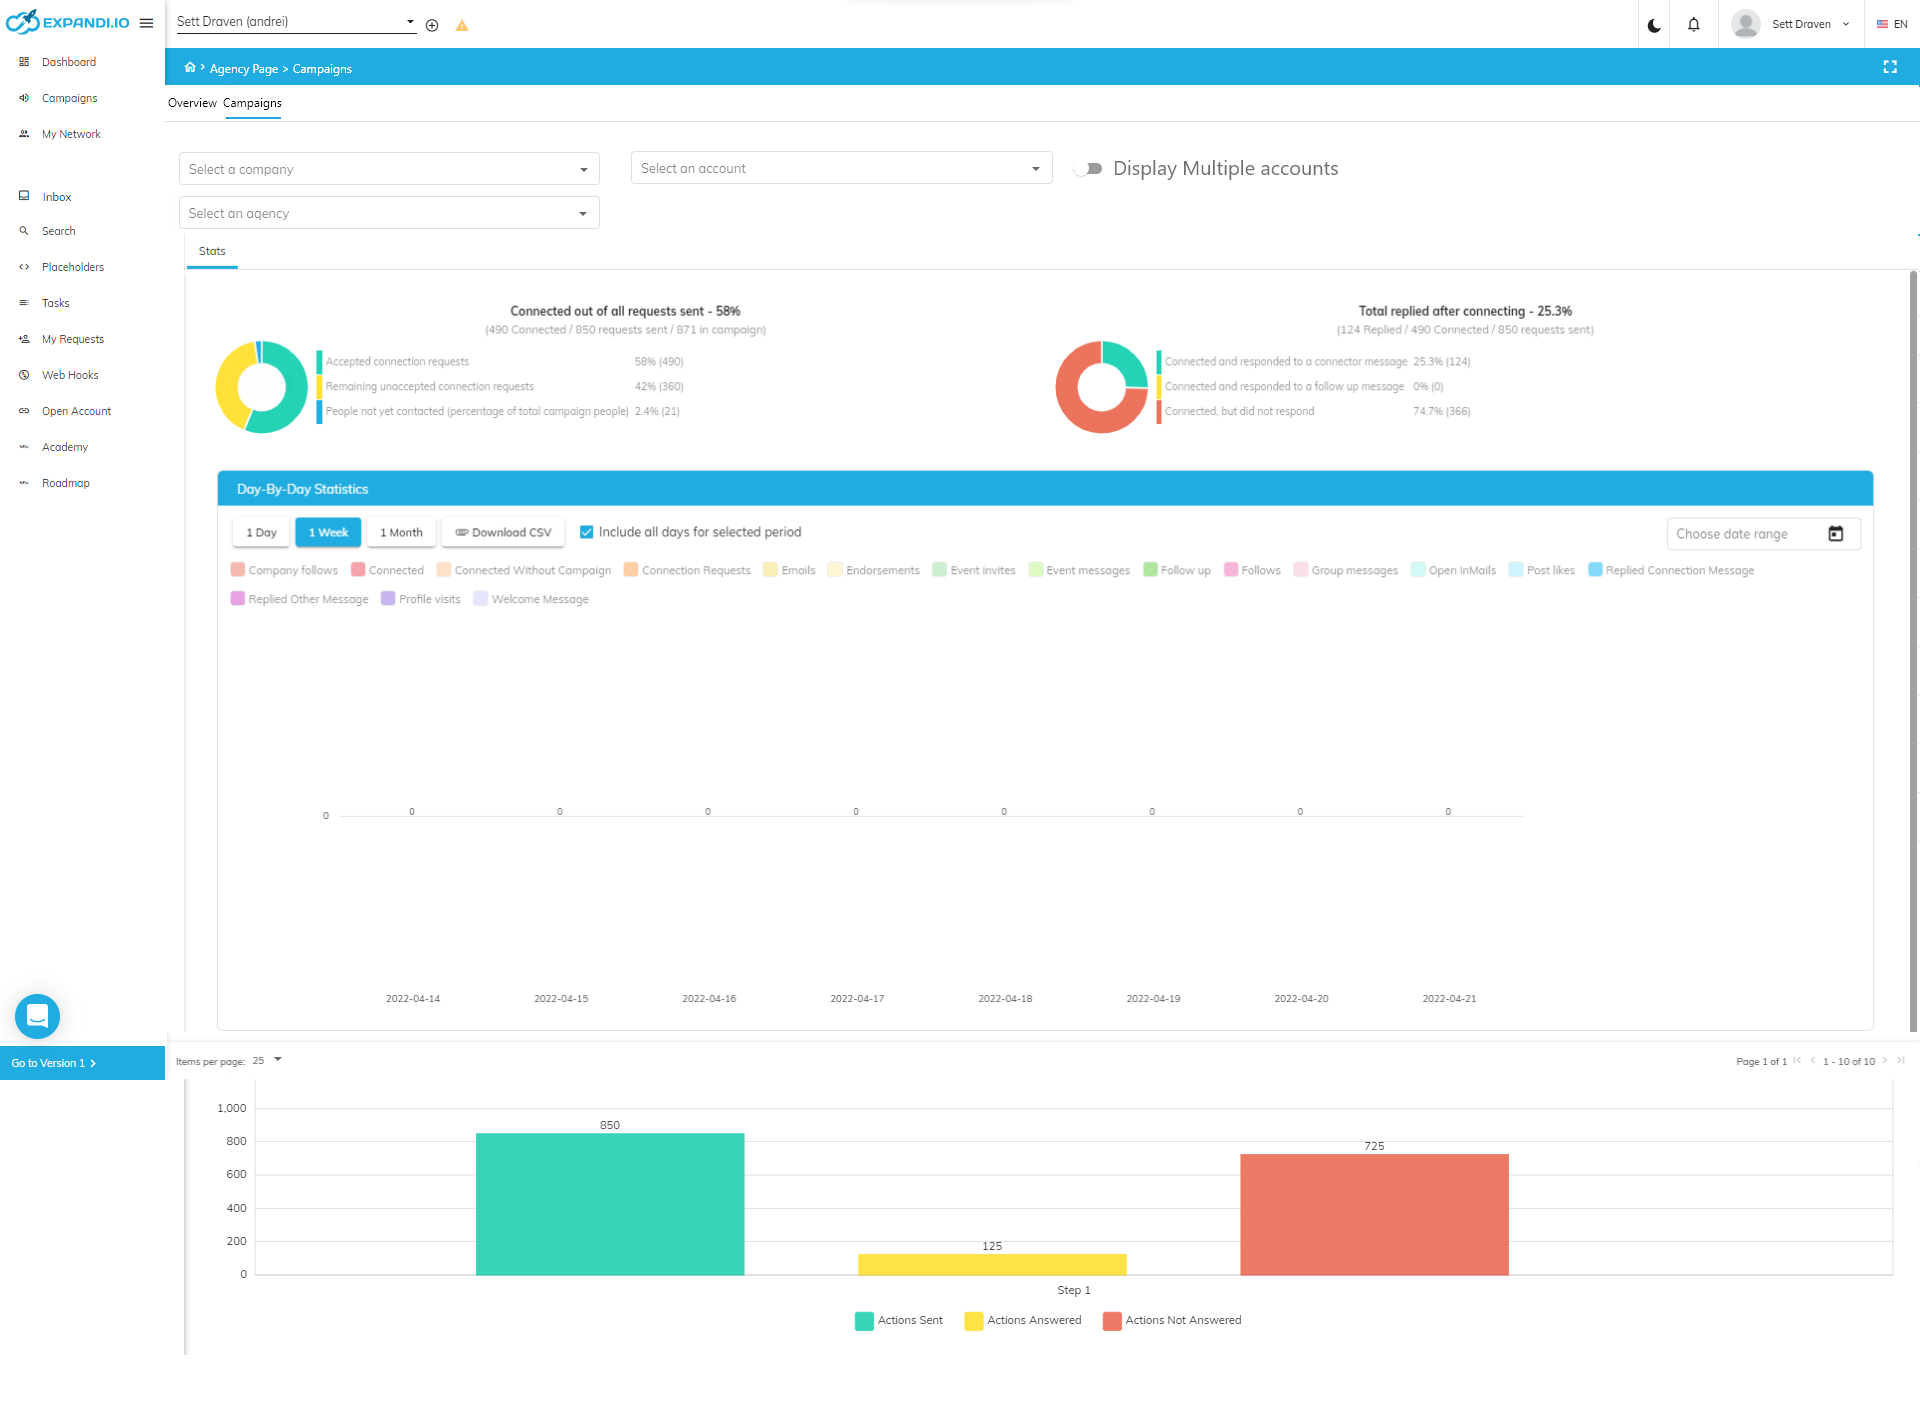 EXPANDI.IO
Sett Draven (andrei)
Sett Draven
EN
Dashboard
Campaigns
My Network
Inbox
Search
Placeholders
Tasks
My Requests
Web Hooks
Open Account
Academy
Roadmap
Go to Version 1 >
> Agency Page > Campaigns
Overview Campaigns
Select a company
Select an account
Display Multiple accounts
Select an agency
Stats
Connected out of all requests sent - 58%
(490 Connected / 850 requests sent / 871 in campaign)
Accepted connection requests 58% (490)
Remaining unaccepted connection requests 42% (360)
People not yet contacted (percentage of total campaign people) 2.4% (21)
Total replied after connecting - 25.3%
(124 Replied / 490 Connected / 850 requests sent)
Connected and responded to a connector message 25.3% (124)
Connected and responded to a follow up message 0% (0)
Connected, but did not respond 74.7% (366)
Day-By-Day Statistics
1 Day 1 Week 1 Month Download CSV Include all days for selected period Choose date range
Company follows Connected Connected Without Campaign Connection Requests Emails Endorsements Event invites Event messages Follow up Follows Group messages Open InMails Post likes Replied Connection Message
Replied Other Message Profile visits Welcome Message
0 0 0 0 0 0 0 0 0
2022-04-14 2022-04-15 2022-04-16 2022-04-17 2022-04-18 2022-04-19 2022-04-20 2022-04-21
Items per page: 25
Page 1 of 1 1 - 10 of 10
1,000
800
600
400
200
0
850
125
725
Step 1
Actions Sent Actions Answered Actions Not Answered